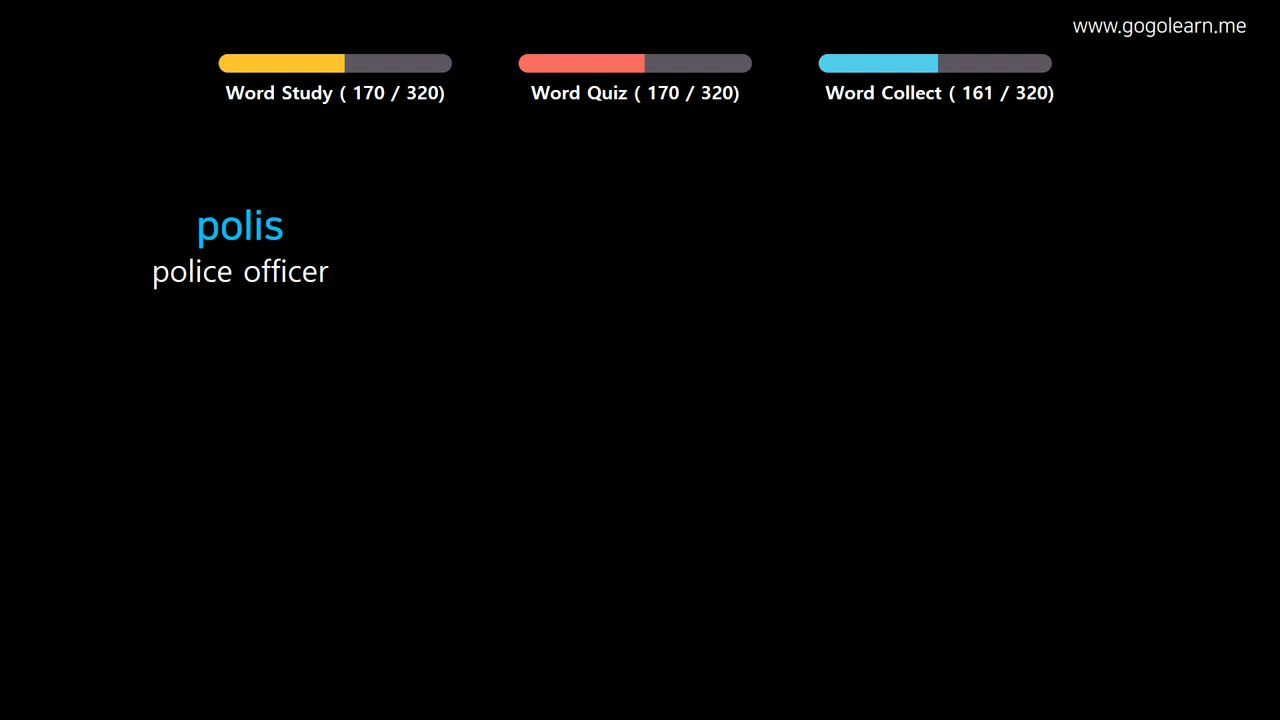 www.gogolearn.me
Word Study ( 170 / 320)
Word Quiz ( 170 / 320)
Word Collect ( 161 / 320)
polis
police officer